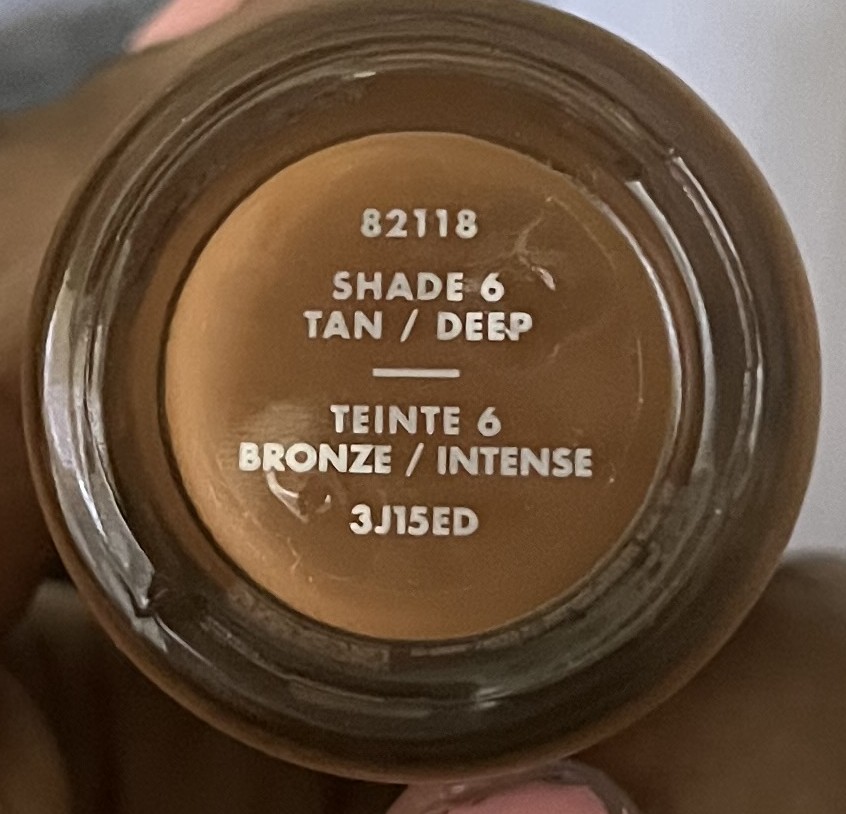 82118
SHADE 6
TAN / DEEP
TEINTE 6
BRONZE / INTENSE
3J15ED